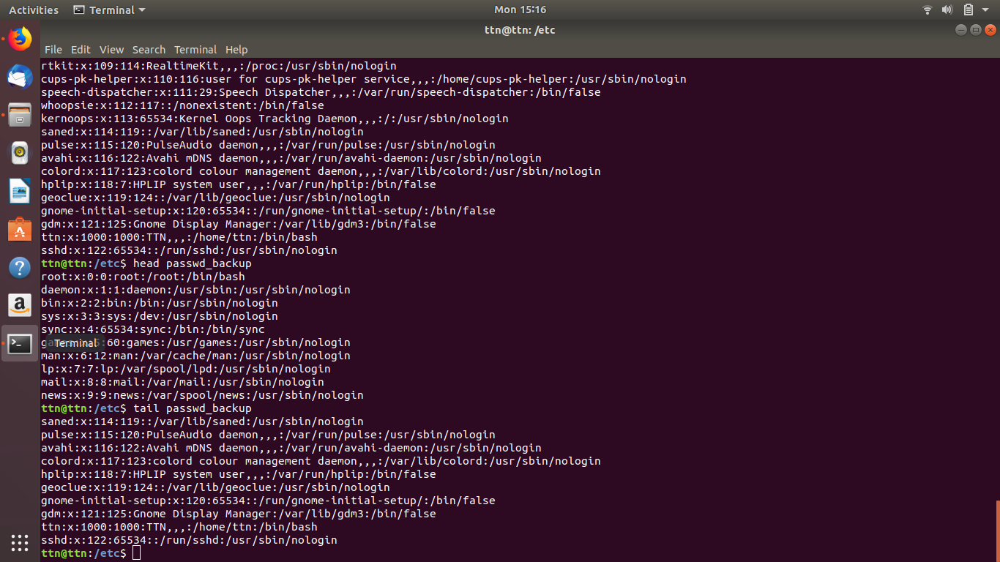 Activities Terminal Mon 15:16
ttn@ttn: /etc
File Edit View Search Terminal Help
rtkit:x:109:114:RealtimeKit,,,:/proc:/usr/sbin/nologin
cups-pk-helper:x:110:116:user for cups-pk-helper service,,,:/home/cups-pk-helper:/usr/sbin/nologin
speech-dispatcher:x:111:29:Speech Dispatcher,,,:/var/run/speech-dispatcher:/bin/false
whoopsie:x:112:117::/nonexistent:/bin/false
kernoops:x:113:65534:Kernel Oops Tracking Daemon,,,:/:/usr/sbin/nologin
saned:x:114:119::/var/lib/saned:/usr/sbin/nologin
pulse:x:115:120:PulseAudio daemon,,,:/var/run/pulse:/usr/sbin/nologin
avahi:x:116:122:Avahi mDNS daemon,,,:/var/run/avahi-daemon:/usr/sbin/nologin
colord:x:117:123:colord colour management daemon,,,:/var/lib/colord:/usr/sbin/nologin
hplip:x:118:7:HPLIP system user,,,:/var/run/hplip:/bin/false
geoclue:x:119:124::/var/lib/geoclue:/usr/sbin/nologin
gnome-initial-setup:x:120:65534::/run/gnome-initial-setup/:/bin/false
gdm:x:121:125:Gnome Display Manager:/var/lib/gdm3:/bin/false
ttn:x:1000:1000:TTN,,,:/home/ttn:/bin/bash
sshd:x:122:65534::/run/sshd:/usr/sbin/nologin
ttn@ttn:/etc$ head passwd_backup
root:x:0:0:root:/root:/bin/bash
daemon:x:1:1:daemon:/usr/sbin:/usr/sbin/nologin
bin:x:2:2:bin:/bin:/usr/sbin/nologin
sys:x:3:3:sys:/dev:/usr/sbin/nologin
sync:x:4:65534:sync:/bin:/bin/sync
Terminal :60:games:/usr/games:/usr/sbin/nologin
man:x:6:12:man:/var/cache/man:/usr/sbin/nologin
lp:x:7:7:lp:/var/spool/lpd:/usr/sbin/nologin
mail:x:8:8:mail:/var/mail:/usr/sbin/nologin
news:x:9:9:news:/var/spool/news:/usr/sbin/nologin
ttn@ttn:/etc$ tail passwd_backup
saned:x:114:119::/var/lib/saned:/usr/sbin/nologin
pulse:x:115:120:PulseAudio daemon,,,:/var/run/pulse:/usr/sbin/nologin
avahi:x:116:122:Avahi mDNS daemon,,,:/var/run/avahi-daemon:/usr/sbin/nologin
colord:x:117:123:colord colour management daemon,,,:/var/lib/colord:/usr/sbin/nologin
hplip:x:118:7:HPLIP system user,,,:/var/run/hplip:/bin/false
geoclue:x:119:124::/var/lib/geoclue:/usr/sbin/nologin
gnome-initial-setup:x:120:65534::/run/gnome-initial-setup/:/bin/false
gdm:x:121:125:Gnome Display Manager:/var/lib/gdm3:/bin/false
ttn:x:1000:1000:TTN,,,:/home/ttn:/bin/bash
sshd:x:122:65534::/run/sshd:/usr/sbin/nologin
ttn@ttn:/etc$